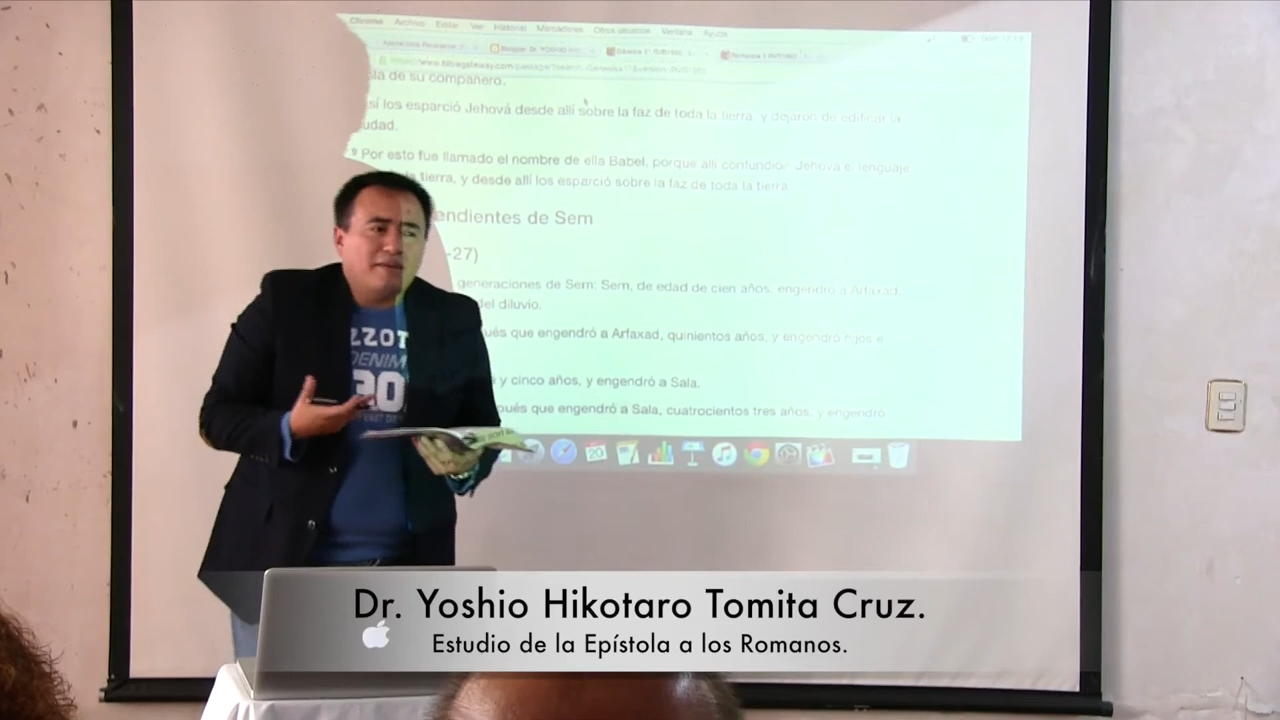 Chrome Archivo Editar Ver Historial Marcadores Otros usuarios Ventana Ayuda
de su compañero.
los esparció Jehová desde allí sobre la faz de toda la tierra, y dejaron de edificar la
udad.
9 Por esto fue llamado el nombre de ella Babel, porque allí confundió Jehová el lenguaje
tierra, y desde allí los esparció sobre la faz de toda la tierra.
endientes de Sem
-27)
generaciones de Sem: Sem, de edad de cien años, engendró a Arfaxad,
del diluvio.
ués que engendró a Arfaxad, quinientos años, y engendró hijos e
y cinco años, y engendró a Sala.
pués que engendró a Sala, cuatrocientos tres años, y engendró
ZZOT
DENIM
20
Dr. Yoshio Hikotaro Tomita Cruz.
Estudio de la Epístola a los Romanos.